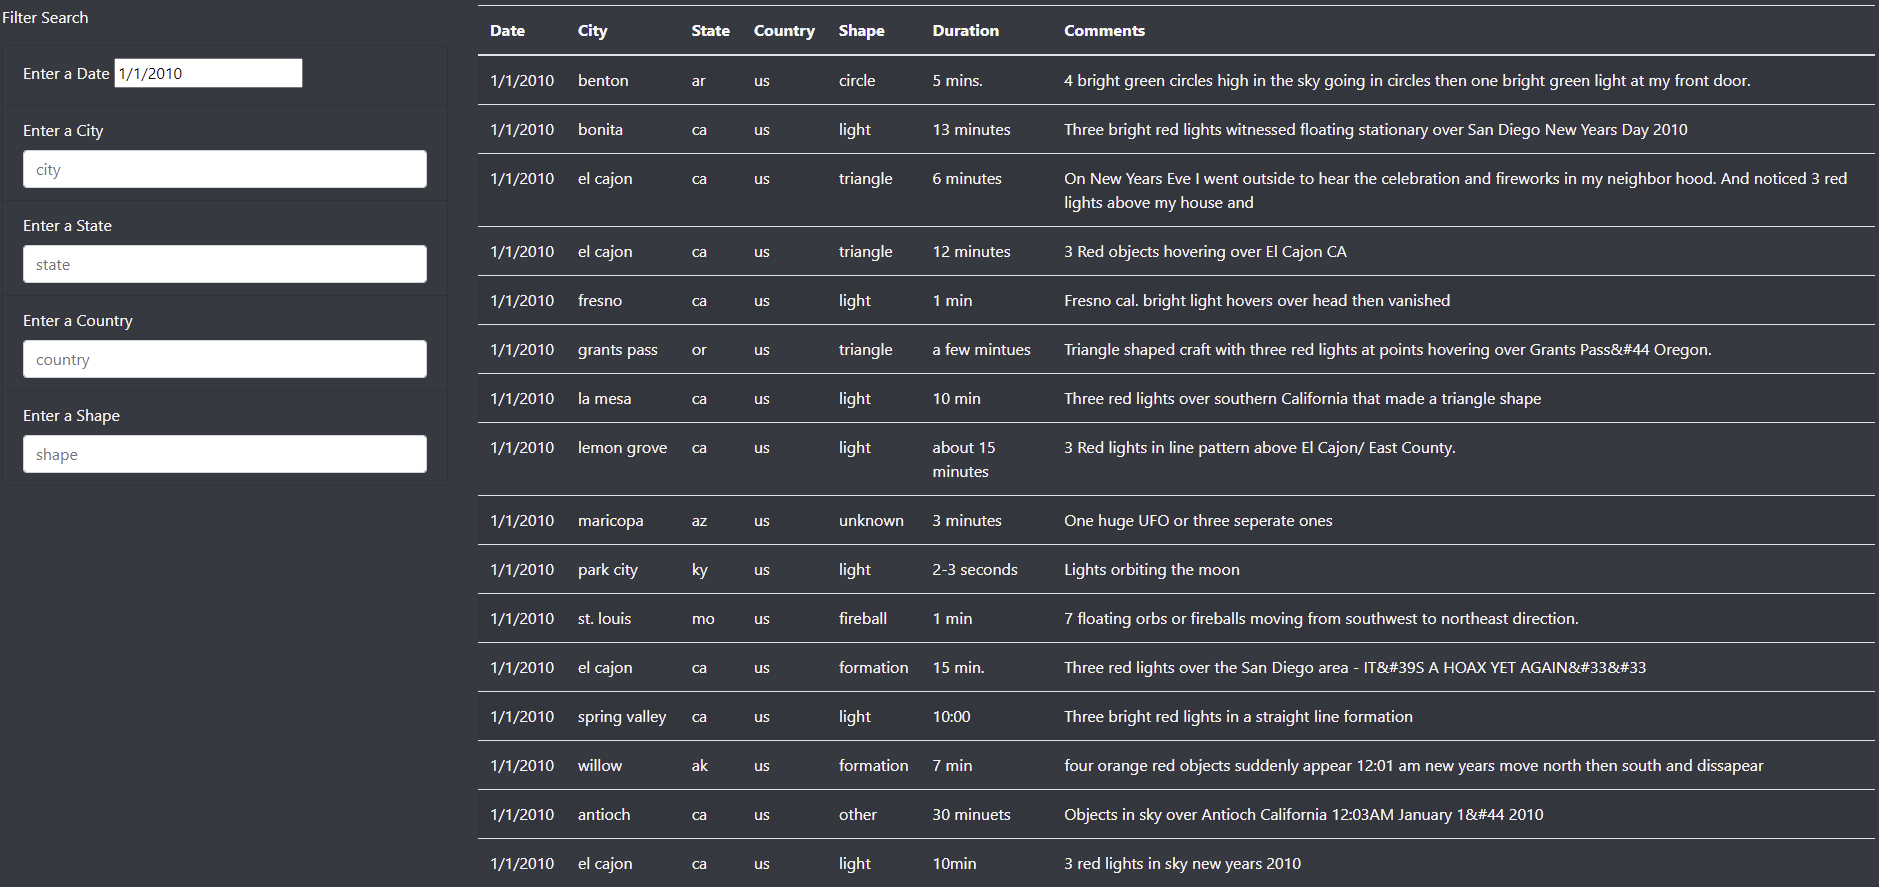 Filter Search
Enter a Date 1/1/2010
Enter a City
city
Enter a State
state
Enter a Country
country
Enter a Shape
shape
Date City State Country Shape Duration Comments
1/1/2010 benton ar us circle 5 mins. 4 bright green circles high in the sky going in circles then one bright green light at my front door.
1/1/2010 bonita ca us light 13 minutes Three bright red lights witnessed floating stationary over San Diego New Years Day 2010
1/1/2010 el cajon ca us triangle 6 minutes On New Years Eve I went outside to hear the celebration and fireworks in my neighbor hood. And noticed 3 red
lights above my house and
1/1/2010 el cajon ca us triangle 12 minutes 3 Red objects hovering over El Cajon CA
1/1/2010 fresno ca us light 1 min Fresno cal. bright light hovers over head then vanished
1/1/2010 grants pass or us triangle a few mintues Triangle shaped craft with three red lights at points hovering over Grants Pass&#44 Oregon.
1/1/2010 la mesa ca us light 10 min Three red lights over southern California that made a triangle shape
1/1/2010 lemon grove ca us light about 15 3 Red lights in line pattern above El Cajon/ East County.
minutes
1/1/2010 maricopa az us unknown 3 minutes One huge UFO or three seperate ones
1/1/2010 park city ky us light 2-3 seconds Lights orbiting the moon
1/1/2010 st. louis mo us fireball 1 min 7 floating orbs or fireballs moving from southwest to northeast direction.
1/1/2010 el cajon ca us formation 15 min. Three red lights over the San Diego area - IT&#39S A HOAX YET AGAIN&#33&#33
1/1/2010 spring valley ca us light 10:00 Three bright red lights in a straight line formation
1/1/2010 willow ak us formation 7 min four orange red objects suddenly appear 12:01 am new years move north then south and dissapear
1/1/2010 antioch ca us other 30 minuets Objects in sky over Antioch California 12:03AM January 1&#44 2010
1/1/2010 el cajon ca us light 10min 3 red lights in sky new years 2010